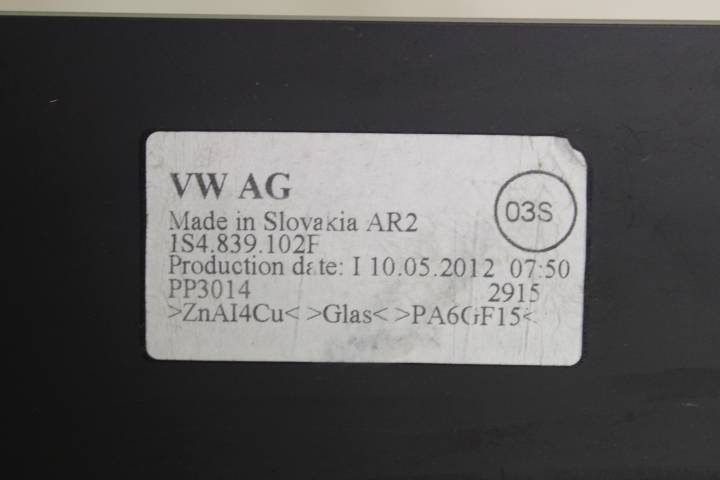 VW AG
03S
Made in Slovakia AR2
1S4.839.102F
Production date: I 10.05.2012 07:50
PP3014 2915
>ZnAI4Cu< >Glas< >PA6GF15<